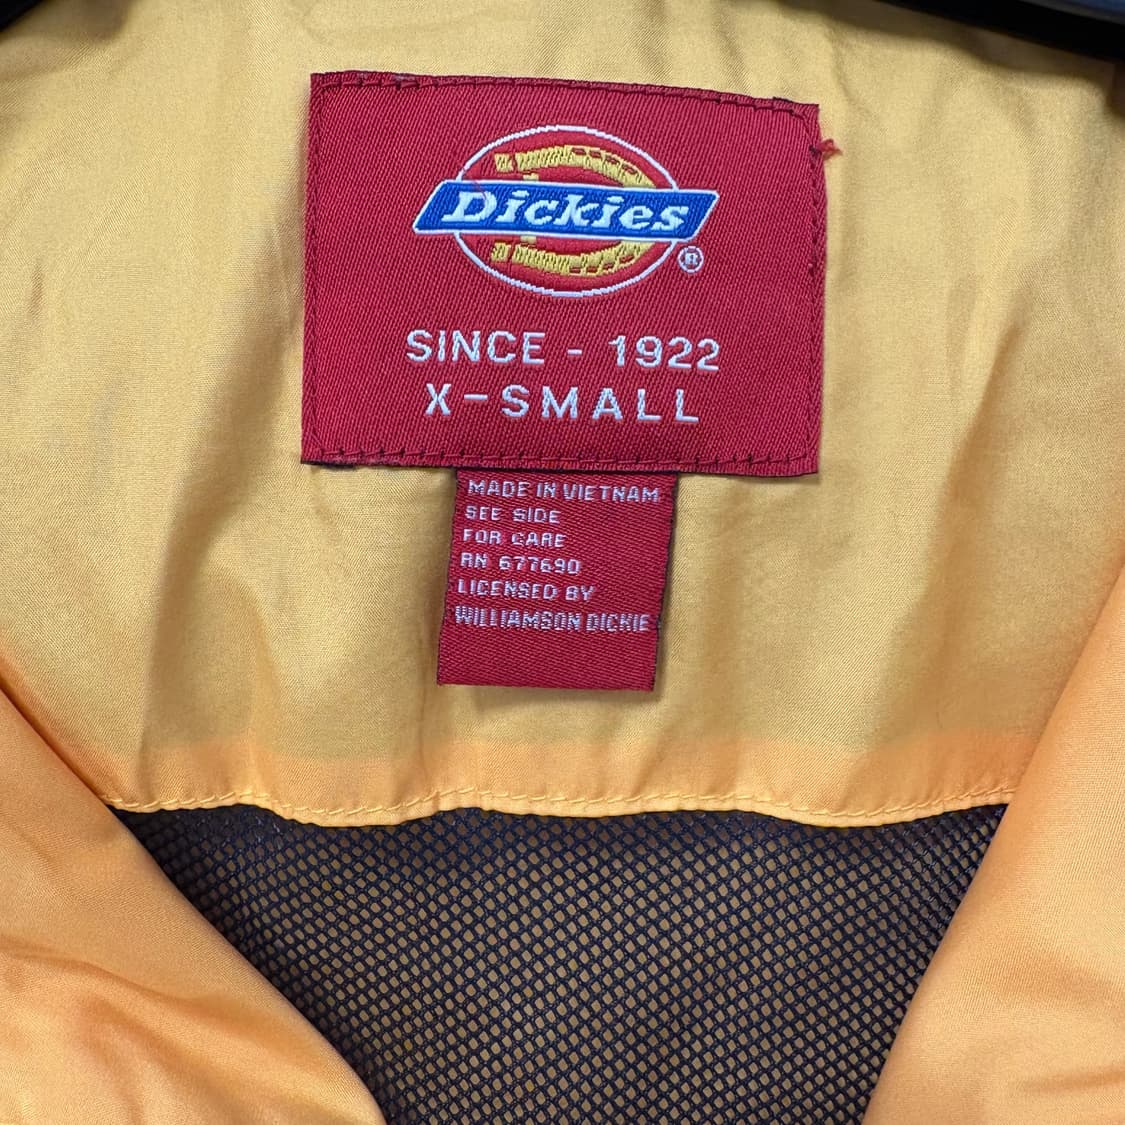 Dickies®
SINCE - 1922
X-SMALL
MADE IN VIETNAM
SEE SIDE
FOR CARE
RN 677690
LICENSED BY
WILLIAMSON DICKIE